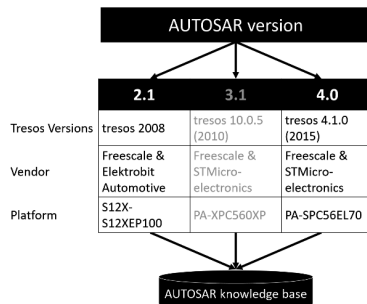 AUTOSAR version
2.1 3.1 4.0
Tresos Versions tresos 2008 tresos 10.0.5 tresos 4.1.0
(2010) (2015)
Vendor Freescale & Freescale & Freescale &
Elektrobit STMicro- STMicro-
Automotive electronics electronics
Platform S12X- PA-XPC560XP PA-SPC56EL70
S12XEP100
AUTOSAR knowledge base